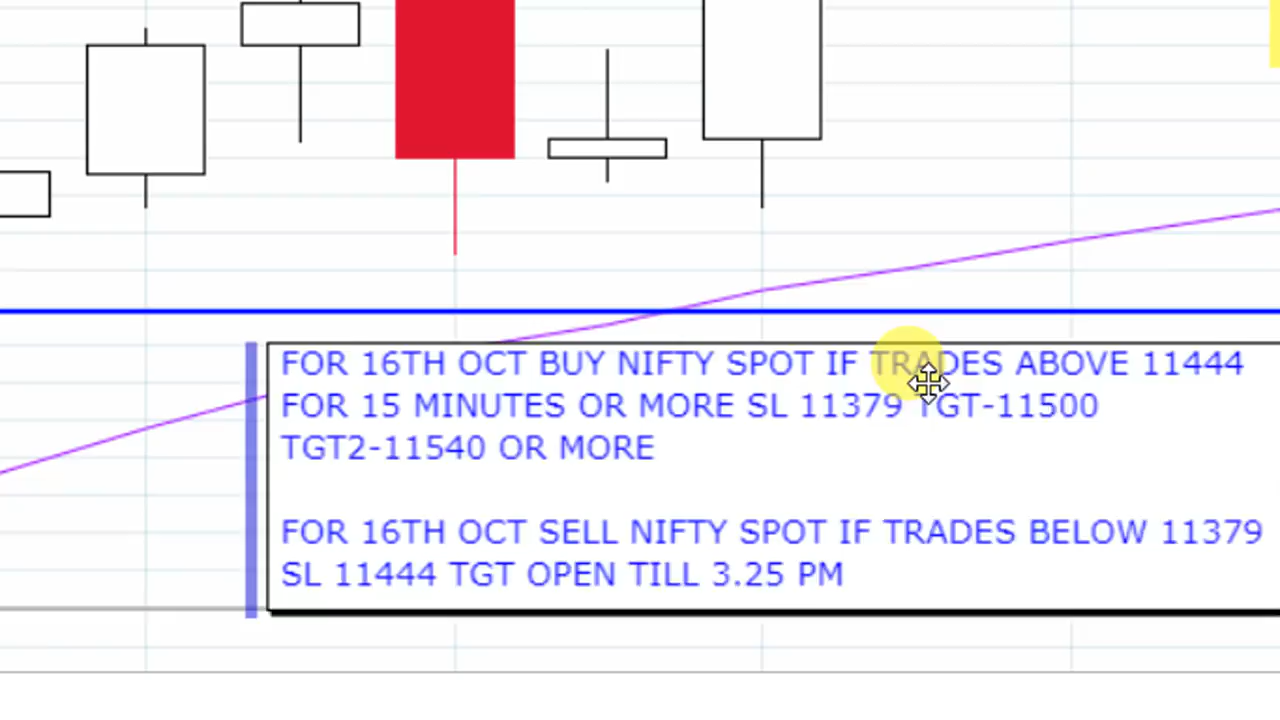 FOR 16TH OCT BUY NIFTY SPOT IF TRADES ABOVE 11444
FOR 15 MINUTES OR MORE SL 11379 TGT-11500
TGT2-11540 OR MORE
FOR 16TH OCT SELL NIFTY SPOT IF TRADES BELOW 11379
SL 11444 TGT OPEN TILL 3.25 PM